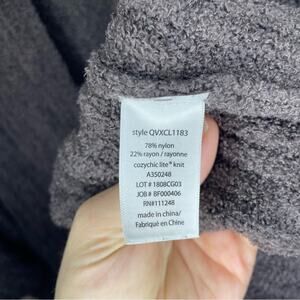 style QVXCL1183
78% nylon
22% rayon / rayonne
cozychic lite® knit
A350248
LOT # 1808CG03
JOB # BF000406
RN#111248
made in china/
Fabriqué en Chine